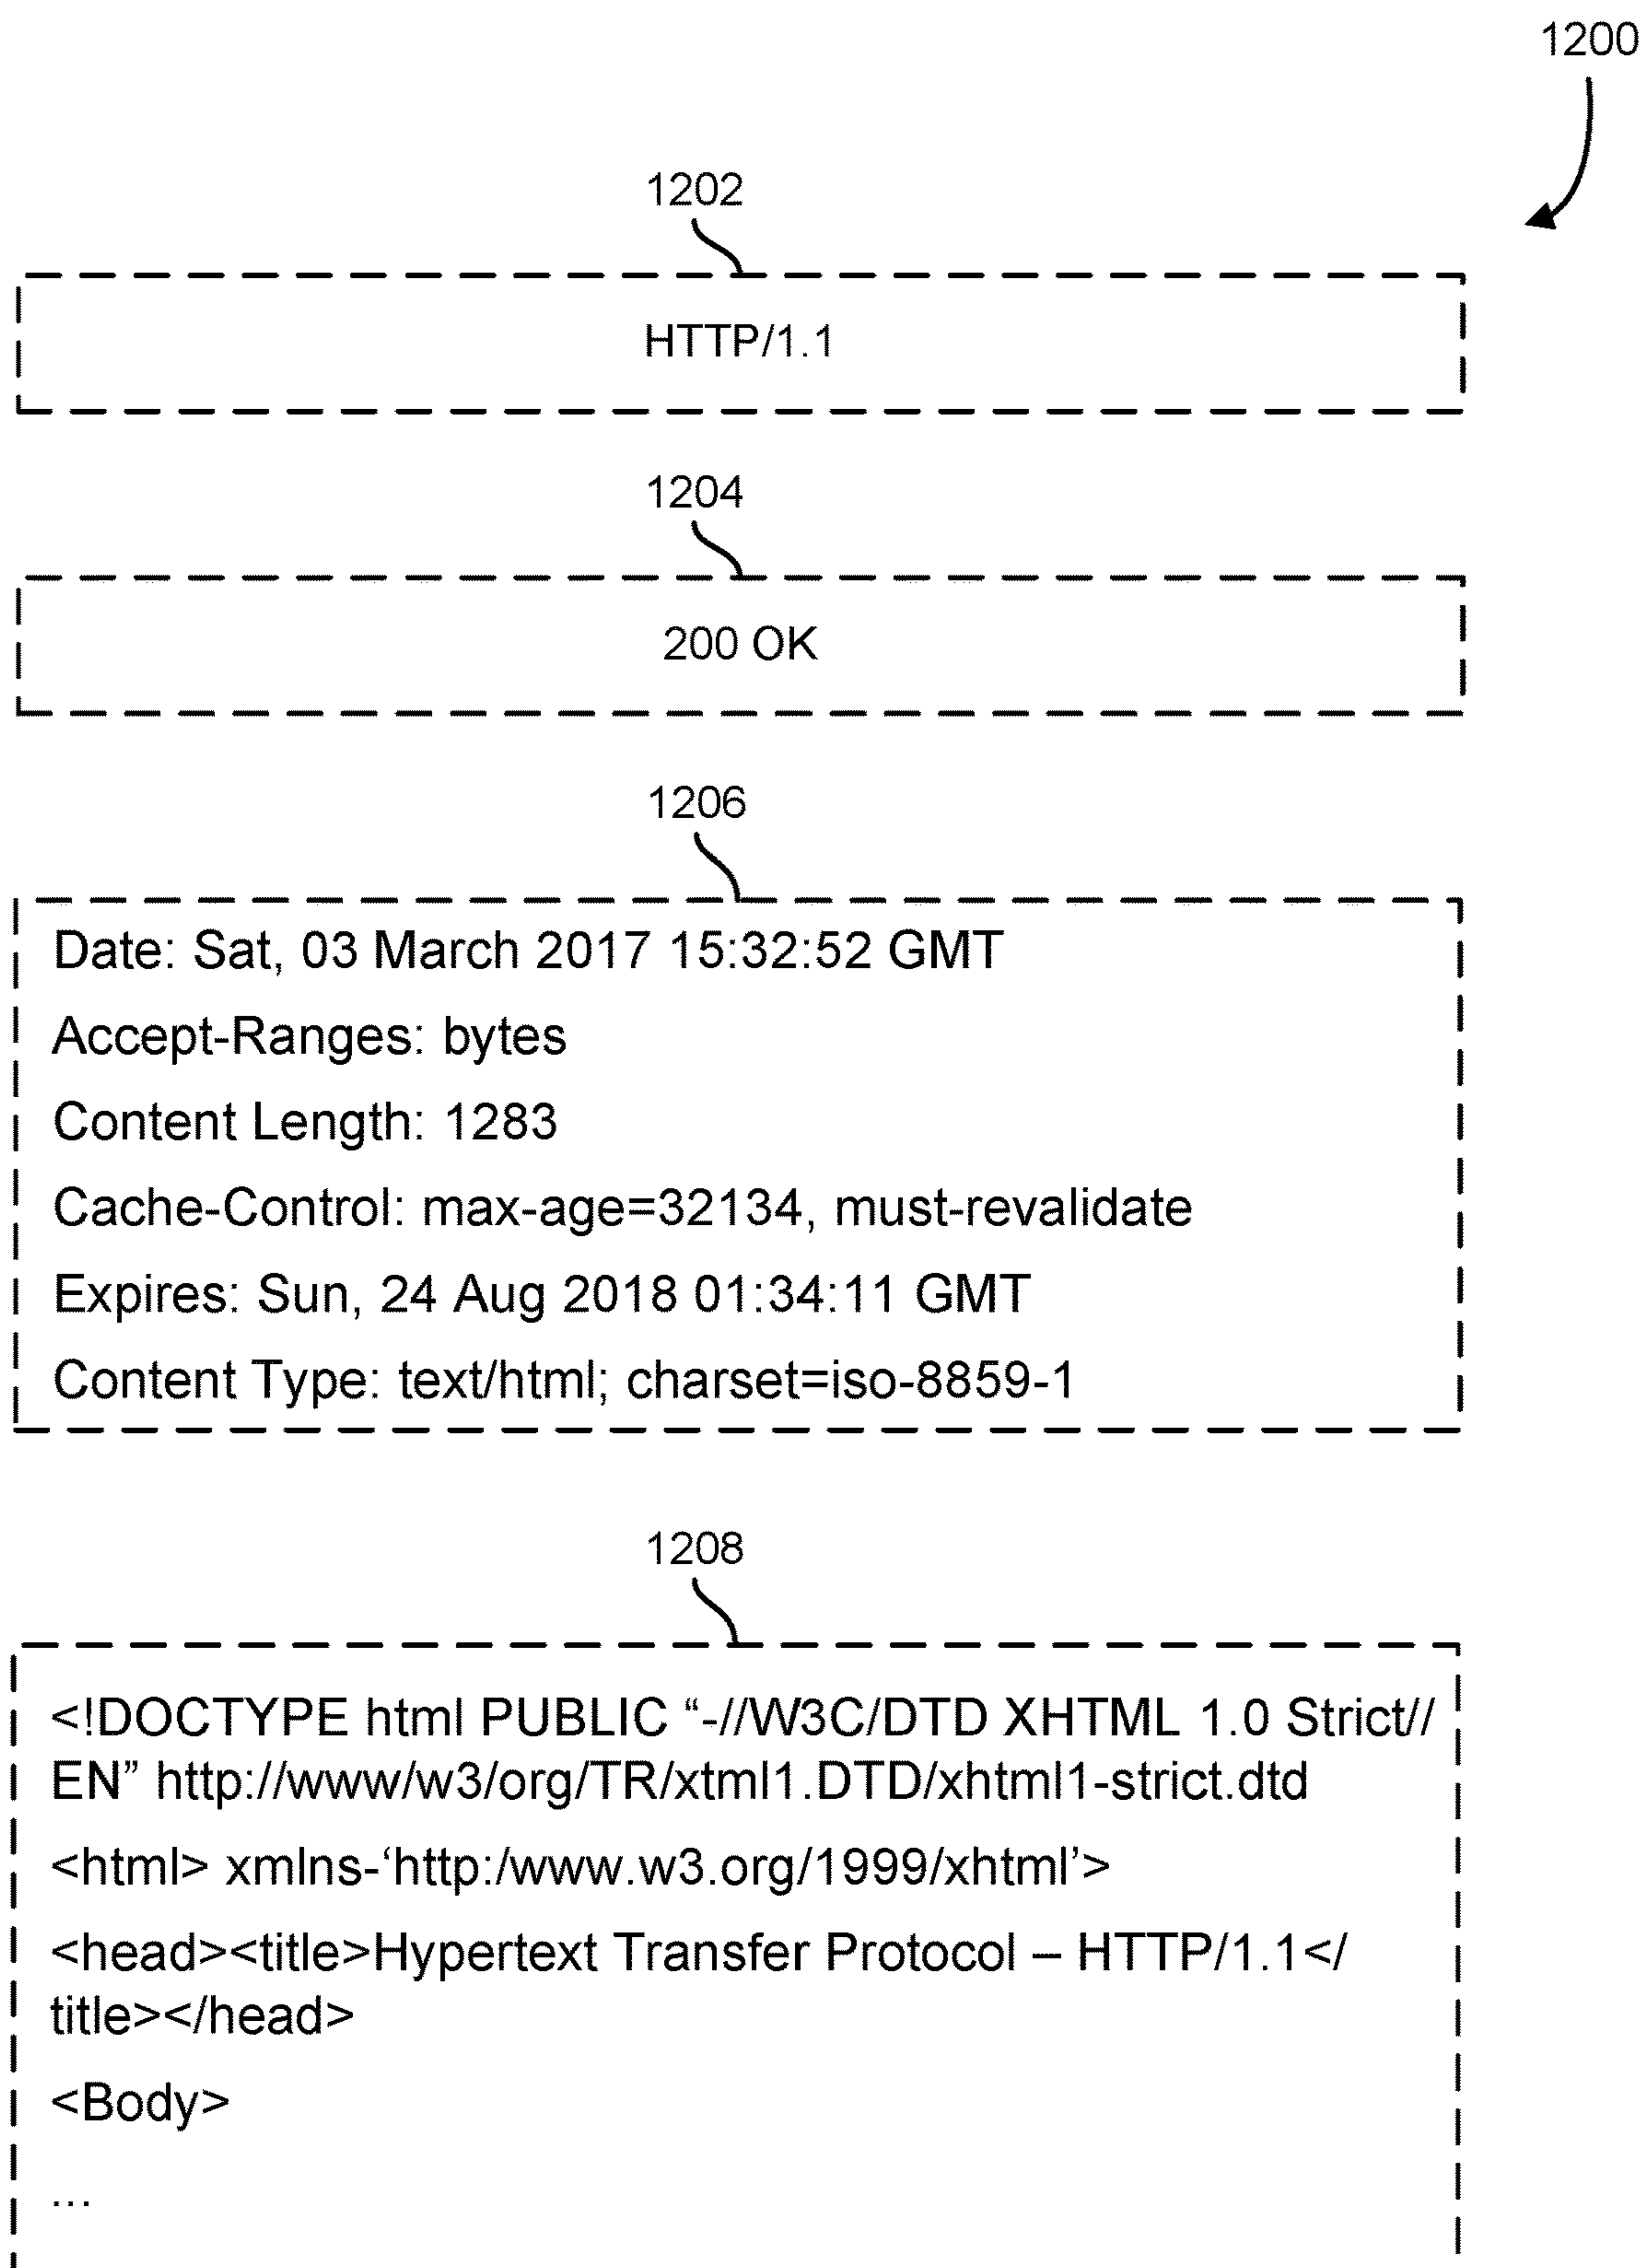 1200
1202
HTTP/1.1
1204
200 OK
1206
Date: Sat, 03 March 2017 15:32:52 GMT
Accept-Ranges: bytes
Content Length: 1283
Cache-Control: max-age=32134, must-revalidate
Expires: Sun, 24 Aug 2018 01:34:11 GMT
Content Type: text/html; charset=iso-8859-1
1208
<!DOCTYPE html PUBLIC “-//W3C/DTD XHTML 1.0 Strict//
EN” http://www/w3/org/TR/xtml1.DTD/xhtml1-strict.dtd
<html> xmlns-‘http:/www.w3.org/1999/xhtml’>
<head><title>Hypertext Transfer Protocol – HTTP/1.1</
title></head>
<Body>
...